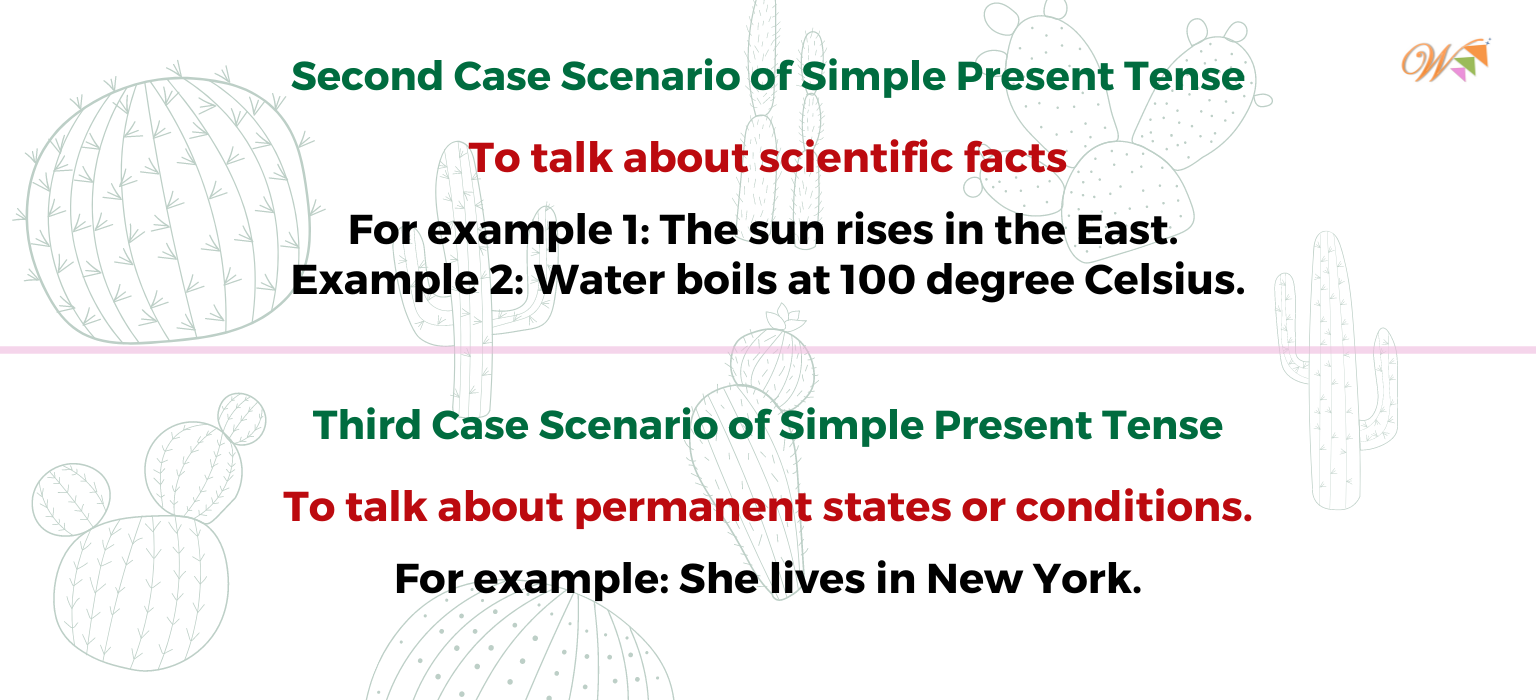 Second Case Scenario of Simple Present Tense
To talk about scientific facts
For example 1: The sun rises in the East.
Example 2: Water boils at 100 degree Celsius.
Third Case Scenario of Simple Present Tense
To talk about permanent states or conditions.
For example: She lives in New York.
W